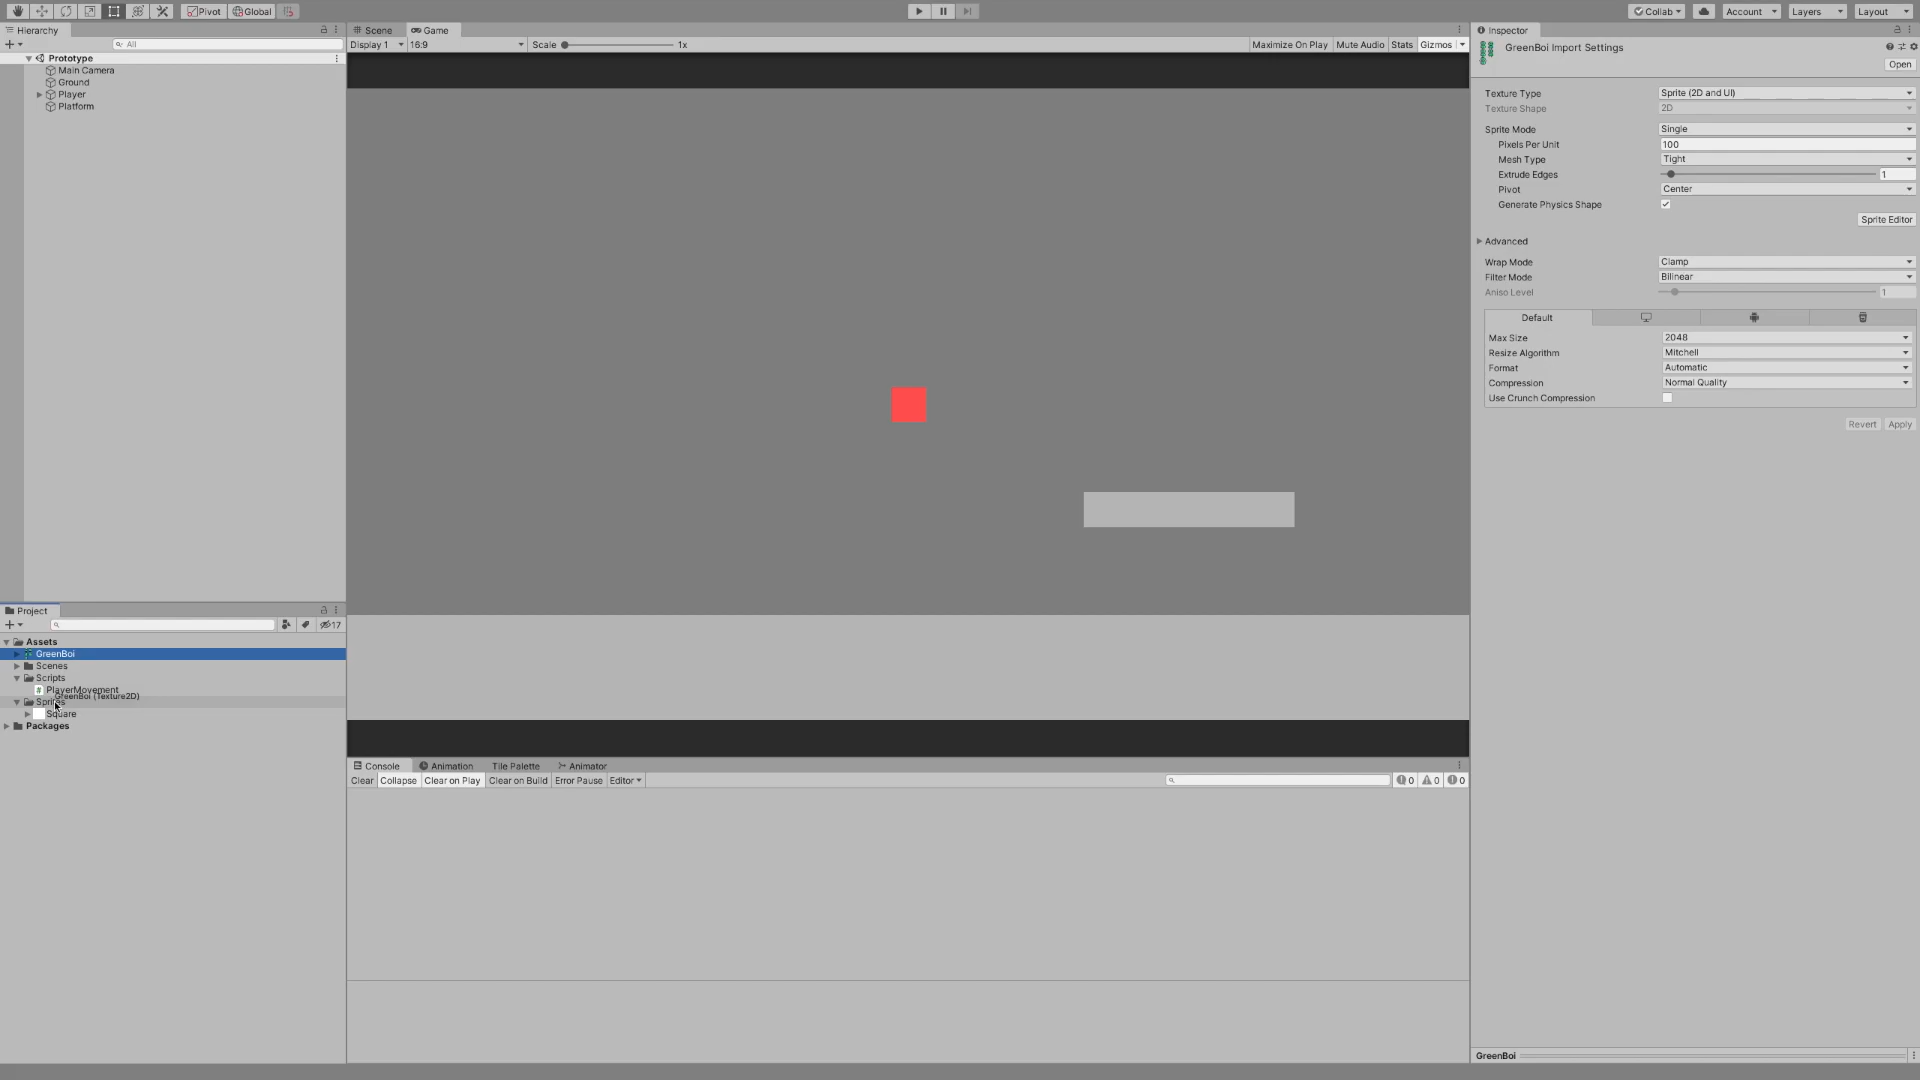 Pivot Global Collab Account Layers Layout
Hierarchy
All
Prototype
Main Camera
Ground
Player
Platform
Scene Game
Display 1 16:9 Scale 1x Maximize On Play Mute Audio Stats Gizmos
Project
17
Assets
GreenBoi
Scenes
Scripts
PlayerMovement
GreenBoi (Texture2D)
Sprites
Square
Packages
Console Animation Tile Palette Animator
Clear Collapse Clear on Play Clear on Build Error Pause Editor 0 0 0
Inspector
GreenBoi Import Settings
Open
Texture Type Sprite (2D and UI)
Texture Shape 2D
Sprite Mode Single
Pixels Per Unit 100
Mesh Type Tight
Extrude Edges 1
Pivot Center
Generate Physics Shape
Sprite Editor
Advanced
Wrap Mode Clamp
Filter Mode Bilinear
Aniso Level 1
Default
Max Size 2048
Resize Algorithm Mitchell
Format Automatic
Compression Normal Quality
Use Crunch Compression
Revert Apply
GreenBoi